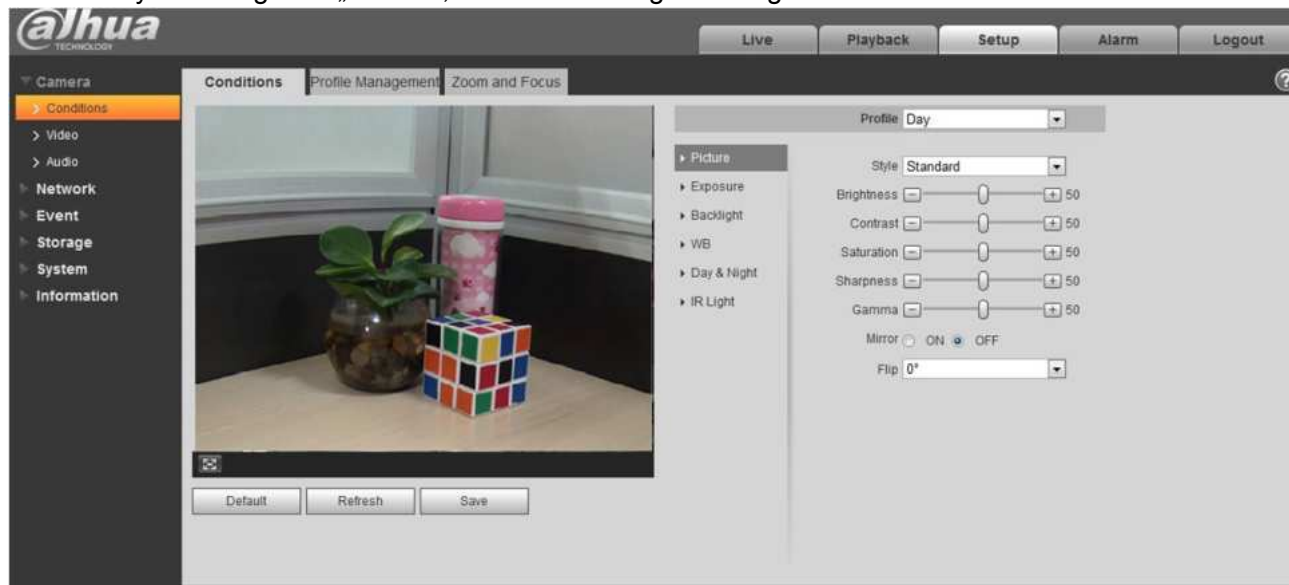 alhua
TECHNOLOGY
Live
Playback
Setup
Alarm
Logout
Camera
Conditions
Video
Audio
Network
Event
Storage
System
Information
Conditions
Profile Management
Zoom and Focus
Profile Day
Picture
Exposure
Backlight
WB
Day & Night
IR Light
Style Standard
Brightness 50
Contrast 50
Saturation 50
Sharpness 50
Gamma 50
Mirror ON OFF
Flip 0°
Default
Refresh
Save